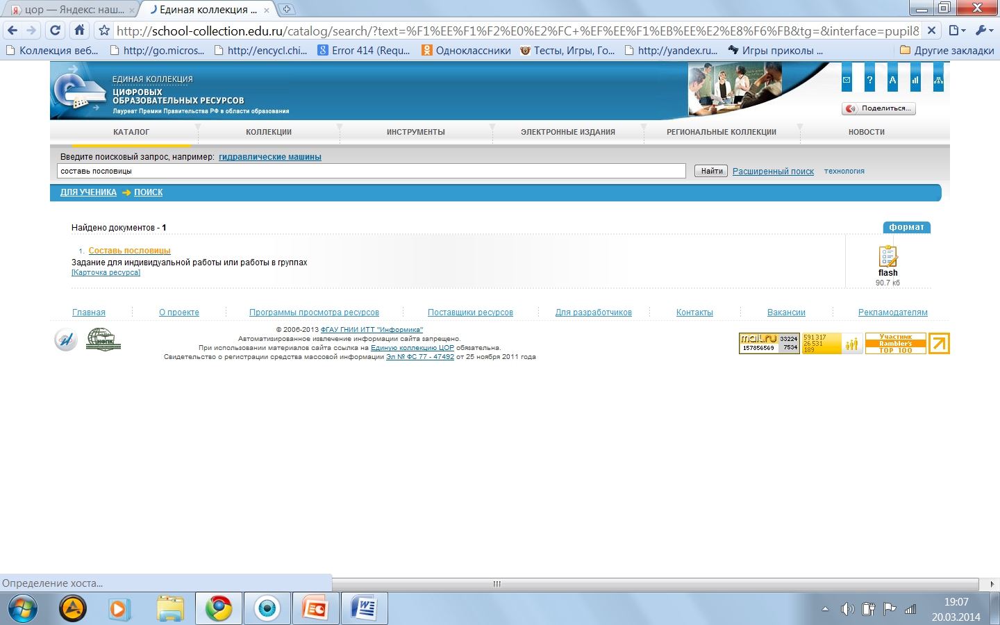 цор — Яндекс: наш...
Единая коллекция ...
http://school-collection.edu.ru/catalog/search/?text=%F1%EE%F1%F2%E0%E2%FC+%EF%EE%F1%EB%EE%E2%E8%F6%FB&tg=&interface=pupil8
Коллекция веб...
http://go.micros...
http://encycl.chi...
Error 414 (Requ...
Одноклассники
Тесты, Игры, Го...
http://yandex.ru...
Игры приколы ...
Другие закладки
ЕДИНАЯ КОЛЛЕКЦИЯ
ЦИФРОВЫХ
ОБРАЗОВАТЕЛЬНЫХ РЕСУРСОВ
Лауреат Премии Правительства РФ в области образования
Поделиться...
КАТАЛОГ
КОЛЛЕКЦИИ
ИНСТРУМЕНТЫ
ЭЛЕКТРОННЫЕ ИЗДАНИЯ
РЕГИОНАЛЬНЫЕ КОЛЛЕКЦИИ
НОВОСТИ
Введите поисковый запрос, например: гидравлические машины
составь пословицы
Найти
Расширенный поиск
технология
ДЛЯ УЧЕНИКА
ПОИСК
Найдено документов - 1
формат
1. Составь пословицы
Задание для индивидуальной работы или работы в группах
[Карточка ресурса]
flash
90.7 кб
Главная
О проекте
Программы просмотра ресурсов
Поставщики ресурсов
Для разработчиков
Контакты
Вакансии
Рекламодателям
© 2006-2013 ФГАУ ГНИИ ИТТ "Информика"
Автоматизированное извлечение информации сайта запрещено.
При использовании материалов сайта ссылка на Единую коллекцию ЦОР обязательна.
Свидетельство о регистрации средства массовой информации Эл № ФС 77 - 47492 от 25 ноября 2011 года
НФПК
mail.ru 33224
157856569 7534
591 317
26 531
189
Участник
Rambler's
TOP 100
Определение хоста...
19:07
20.03.2014